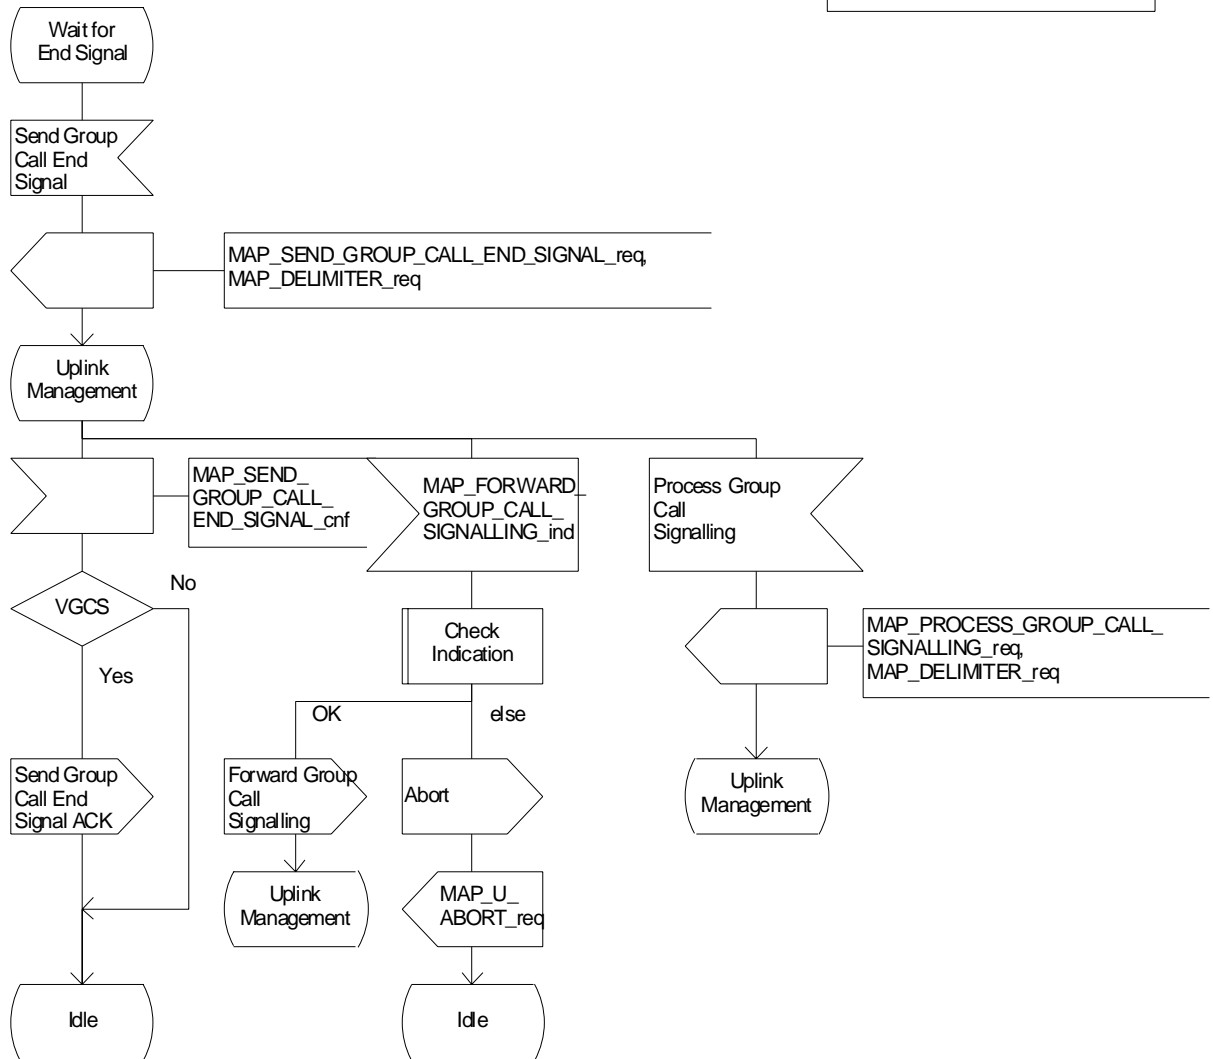 Wait for
End Signal
Send Group
Call End
Signal
MAP_SEND_GROUP_CALL_END_SIGNAL_req,
MAP_DELIMITER_req
Uplink
Management
MAP_SEND_
GROUP_CALL_
END_SIGNAL_cnf
MAP_FORWARD_
GROUP_CALL_
SIGNALLING_ind
Process Group
Call
Signalling
No
VGCS
Yes
Check
Indication
MAP_PROCESS_GROUP_CALL_
SIGNALLING_req,
MAP_DELIMITER_req
OK
else
Send Group
Call End
Signal ACK
Forward Group
Call
Signalling
Abort
Uplink
Management
Uplink
Management
MAP_U_
ABORT_req
Idle
Idle